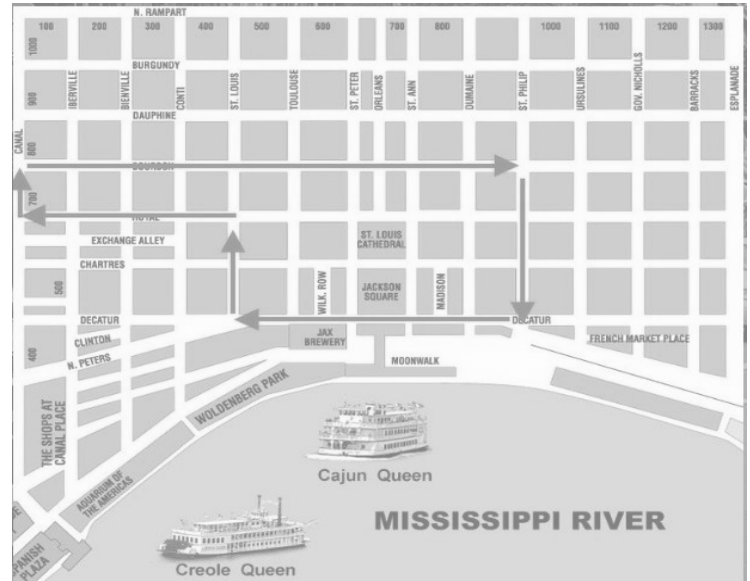 N. RAMPART
100 200 300 400 500 600 700 800 1000 1100 1200 1300
1000
BURGUNDY
900
IBERVILLE
BIENVILLE
CONTI
ST. LOUIS
TOULOUSE
ST. PETER
ORLEANS
ST. ANN
DUMAINE
ST. PHILIP
URSULINES
GOV. NICHOLLS
BARRACKS
ESPLANADE
DAUPHINE
CANAL
800
700
EXCHANGE ALLEY
ST. LOUIS
CATHEDRAL
CHARTRES
500
WILK. ROW
JACKSON
SQUARE
MADISON
DECATUR
DECATUR
CLINTON
JAX
BREWERY
FRENCH MARKET PLACE
400
N. PETERS
MOONWALK
WOLDENBERG PARK
THE SHOPS AT
CANAL PLACE
AQUARIUM OF
THE AMERICAS
Cajun Queen
MISSISSIPPI RIVER
SPANISH
PLAZA
Creole Queen